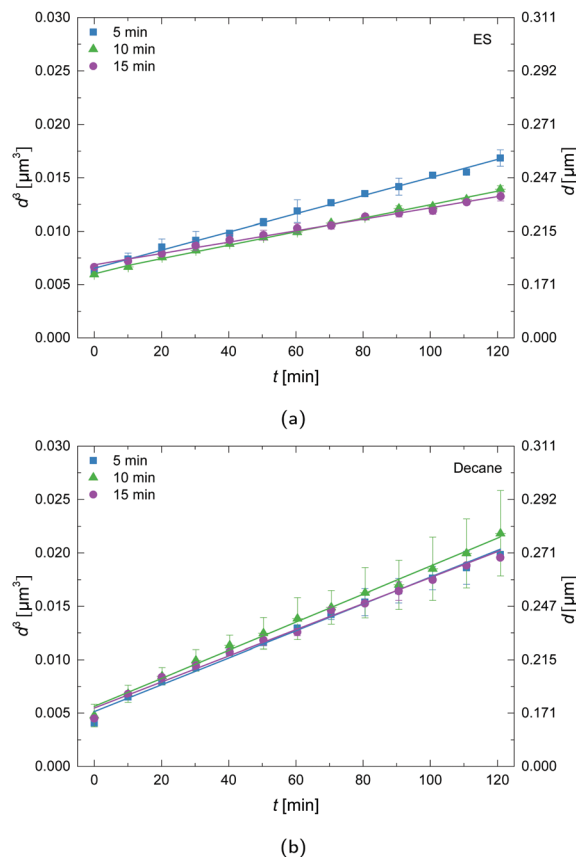 5 min
10 min
15 min
ES
0.030
0.025
0.020
0.015
0.010
0.005
0.000
d³ [μm³]
0.311
0.292
0.271
0.247
0.215
0.171
0.000
d [μm]
0 20 40 60 80 100 120
t [min]
(a)
5 min
10 min
15 min
Decane
0.030
0.025
0.020
0.015
0.010
0.005
0.000
d³ [μm³]
0.311
0.292
0.271
0.247
0.215
0.171
0.000
d [μm]
0 20 40 60 80 100 120
t [min]
(b)